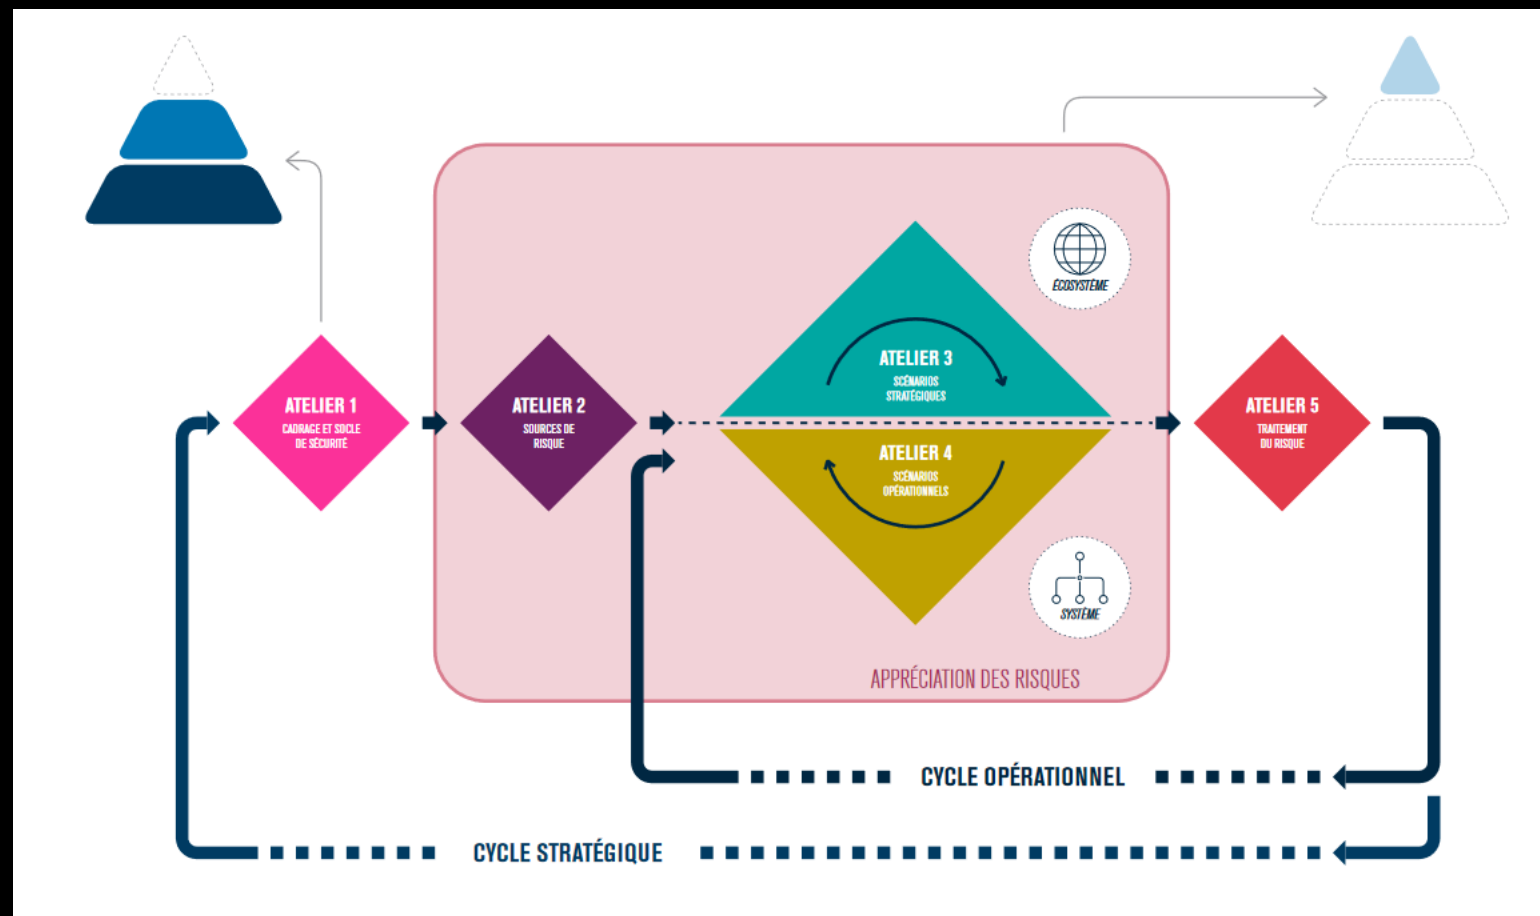 ÉCOSYSTÈME
ATELIER 1
CADRAGE ET SOCLE
DE SÉCURITÉ
ATELIER 2
SOURCES DE
RISQUE
ATELIER 3
SCÉNARIOS
STRATÉGIQUES
ATELIER 4
SCÉNARIOS
OPÉRATIONNELS
ATELIER 5
TRAITEMENT
DU RISQUE
SYSTÈME
APPRÉCIATION DES RISQUES
CYCLE OPÉRATIONNEL
CYCLE STRATÉGIQUE